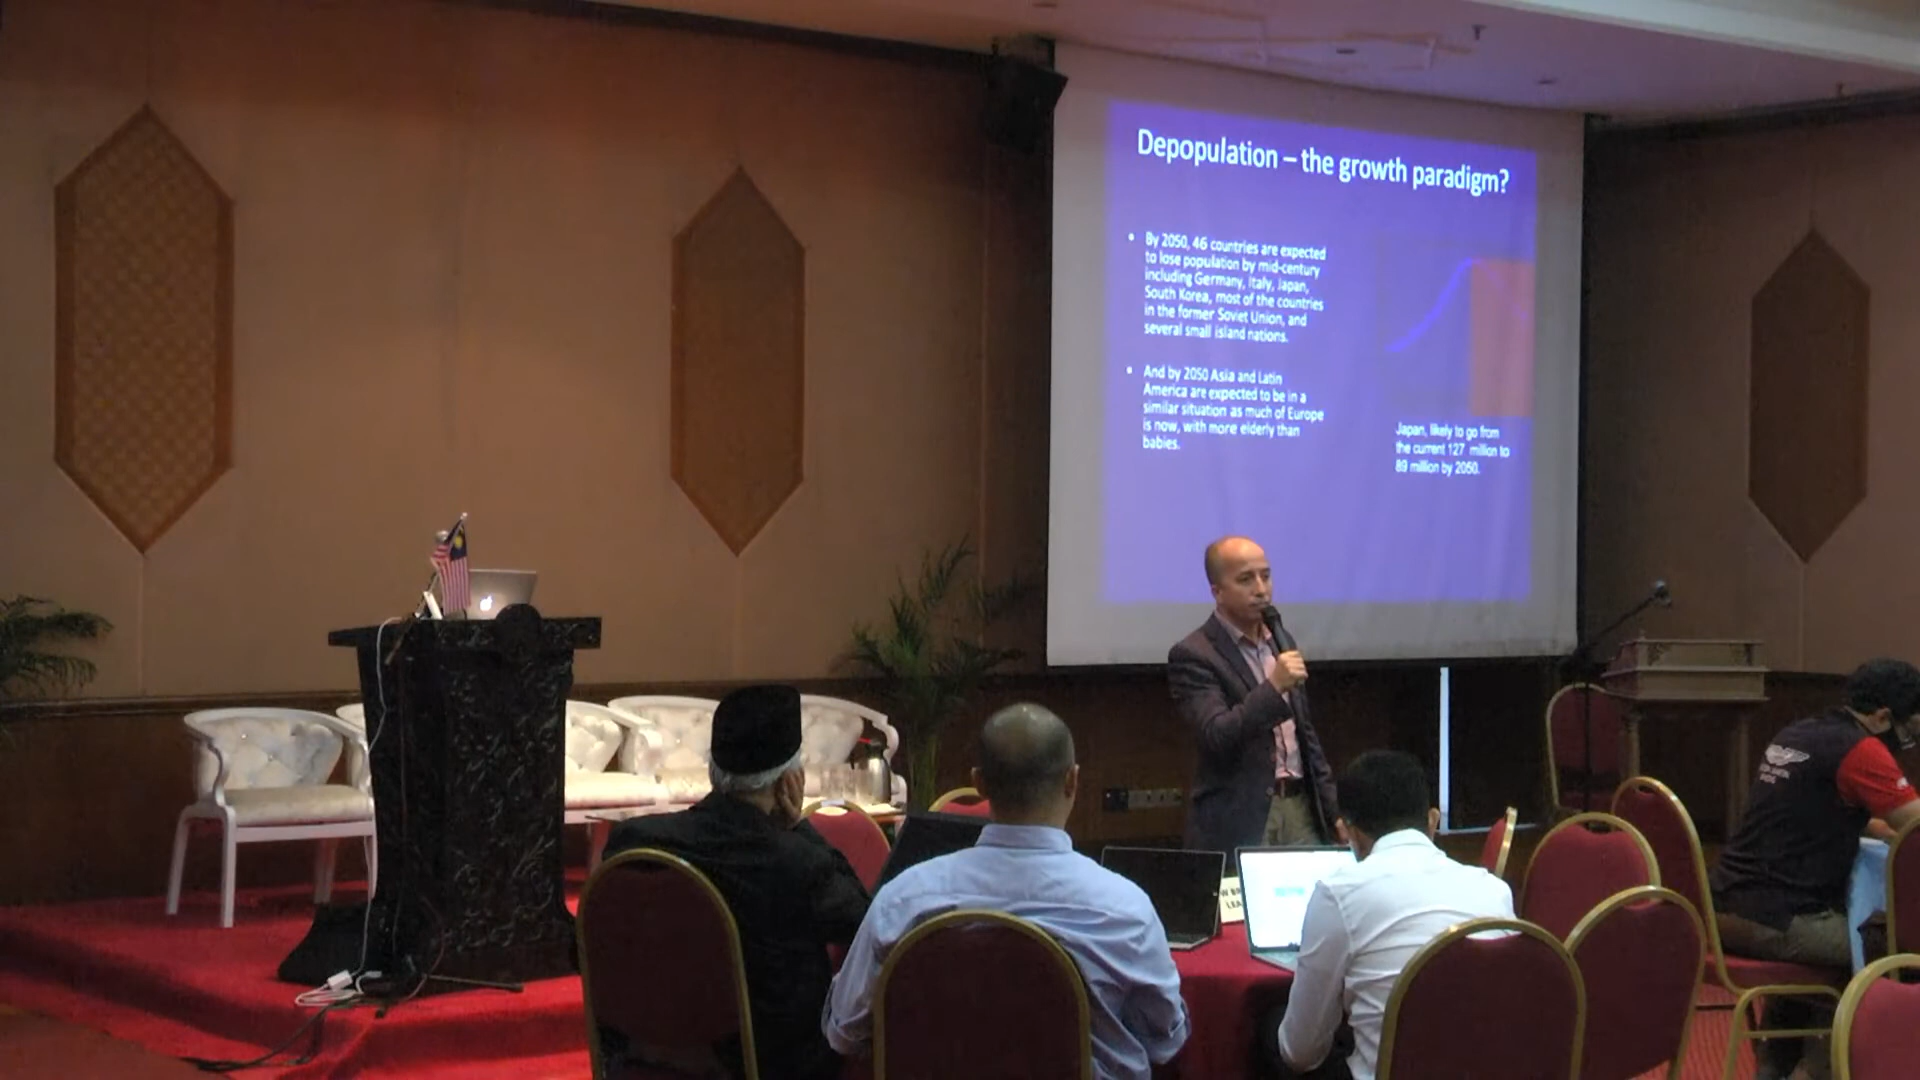 Depopulation – the growth paradigm?
• By 2050, 46 countries are expected
to lose population by mid-century
including Germany, Italy, Japan,
South Korea, most of the countries
in the former Soviet Union, and
several small island nations.
• And by 2050 Asia and Latin
America are expected to be in a
similar situation as much of Europe
is now, with more elderly than
babies.
Japan, likely to go from
the current 127 million to
89 million by 2050.